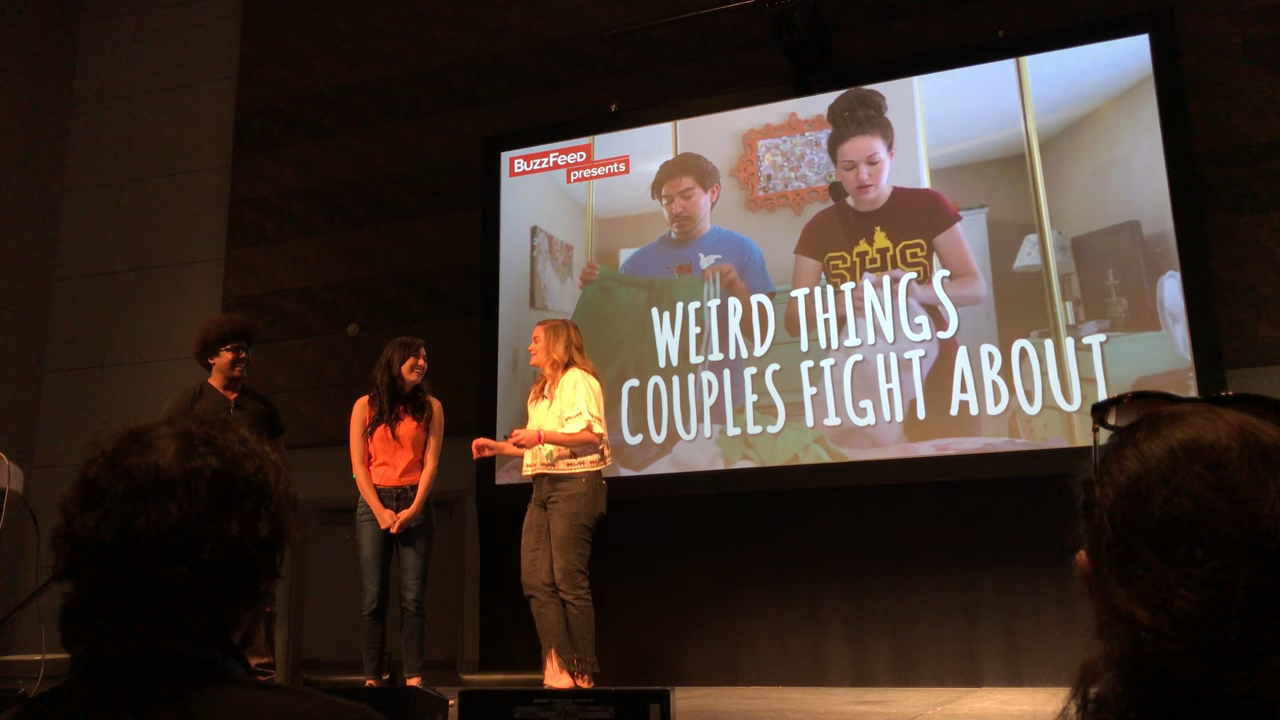 BuzzFeed
presents
SHS
WEIRD THINGS
COUPLES FIGHT ABOUT